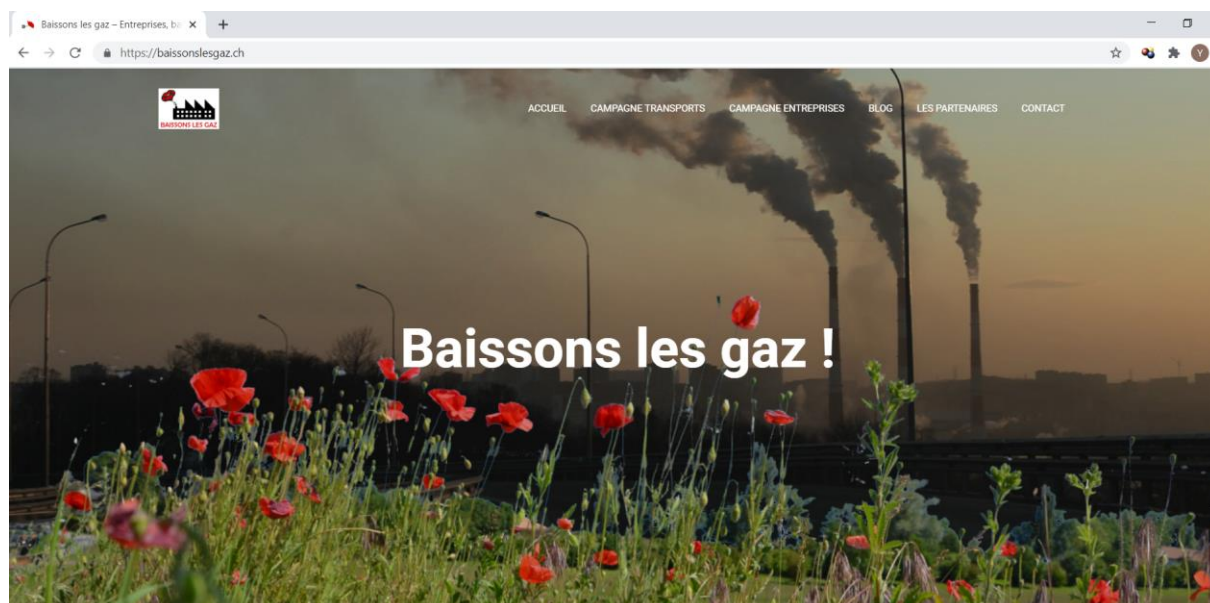 Baissons les gaz – Entreprises, ba
https://baissonslesgaz.ch
Y
BAISSONS LES GAZ
ACCUEIL CAMPAGNE TRANSPORTS CAMPAGNE ENTREPRISES BLOG LES PARTENAIRES CONTACT
Baissons les gaz !